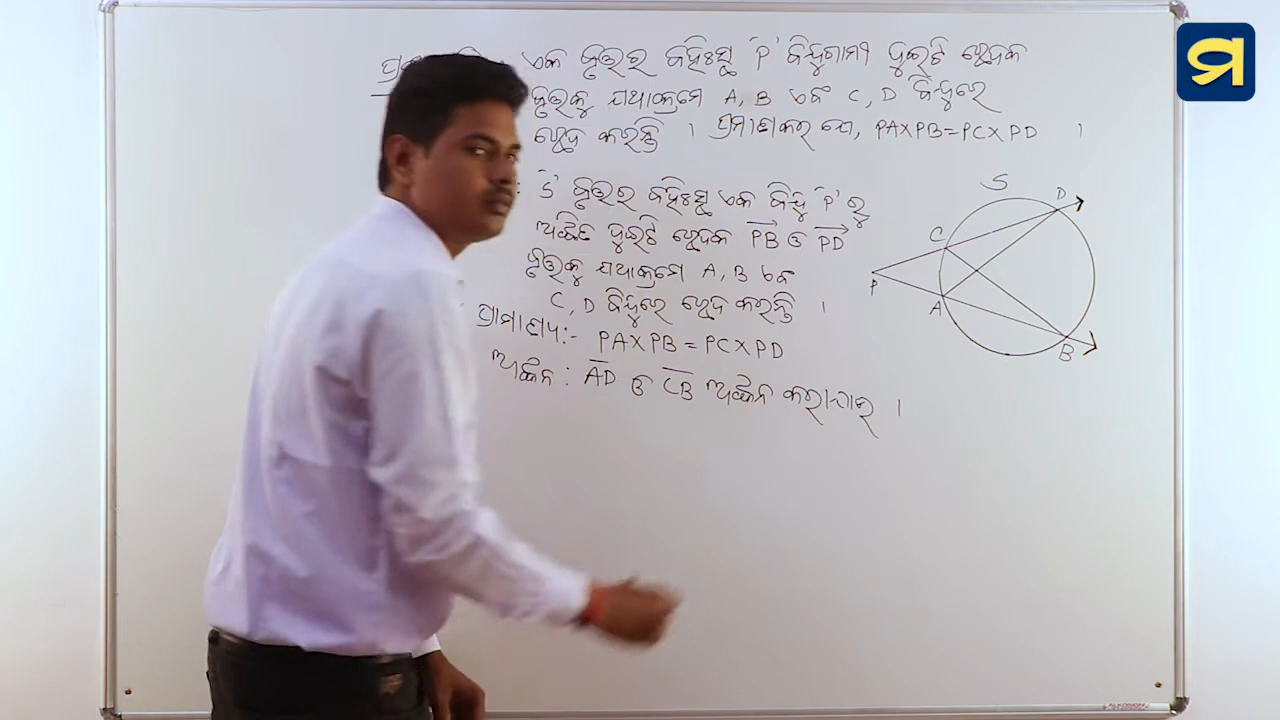 ଏକ ବୃତ୍ତର ବହିଃସ୍ଥ 'P' ବିନ୍ଦୁଗାମୀ ଦୁଇଟି ଛେଦକ
ବୃତ୍ତକୁ ଯଥାକ୍ରମେ A, B ଏବଂ C, D ବିନ୍ଦୁରେ
ଛେଦ କରନ୍ତି । ପ୍ରମାଣ କର ଯେ, PA×PB=PC×PD ।
: 'S' ବୃତ୍ତର ବହିଃସ୍ଥ ଏକ ବିନ୍ଦୁ 'P' ରୁ
ଅଙ୍କିତ ଦୁଇଟି ଛେଦକ PB ଓ PD
ବୃତ୍ତକୁ ଯଥାକ୍ରମେ A, B ଏବଂ
C, D ବିନ୍ଦୁରେ ଛେଦ କରନ୍ତି ।
ପ୍ରାମାଣ୍ୟ:- PA×PB = PC×PD
ଅଙ୍କନ : AD ଓ CB ଅଙ୍କନ କରାଯାଉ ।
S
D
C
P
A
B
ମ